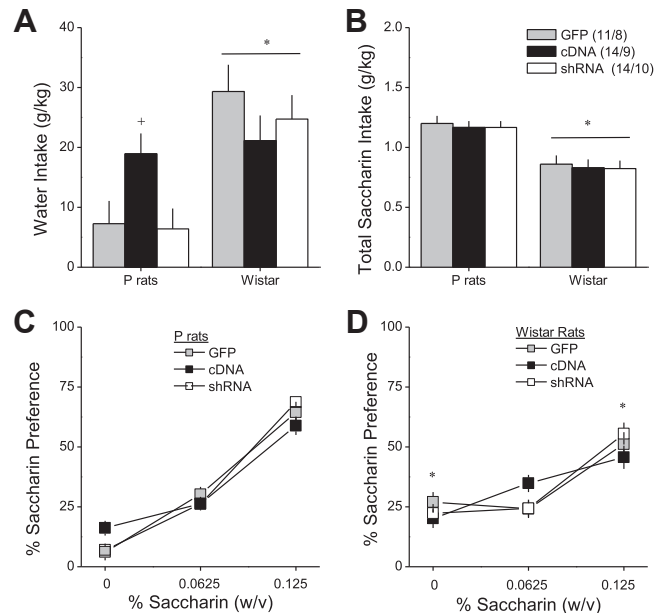 A
Water Intake (g/kg)
40
30
20
10
0
+
*
P rats
Wistar
B
Total Saccharin Intake (g/kg)
2.0
1.5
1.0
0.5
0.0
GFP (11/8)
cDNA (14/9)
shRNA (14/10)
*
P rats
Wistar
C
% Saccharin Preference
100
75
50
25
0
P rats
GFP
cDNA
shRNA
0
0.0625
0.125
% Saccharin (w/v)
D
% Saccharin Preference
100
75
50
25
0
Wistar Rats
GFP
cDNA
shRNA
*
*
0
0.0625
0.125
% Saccharin (w/v)